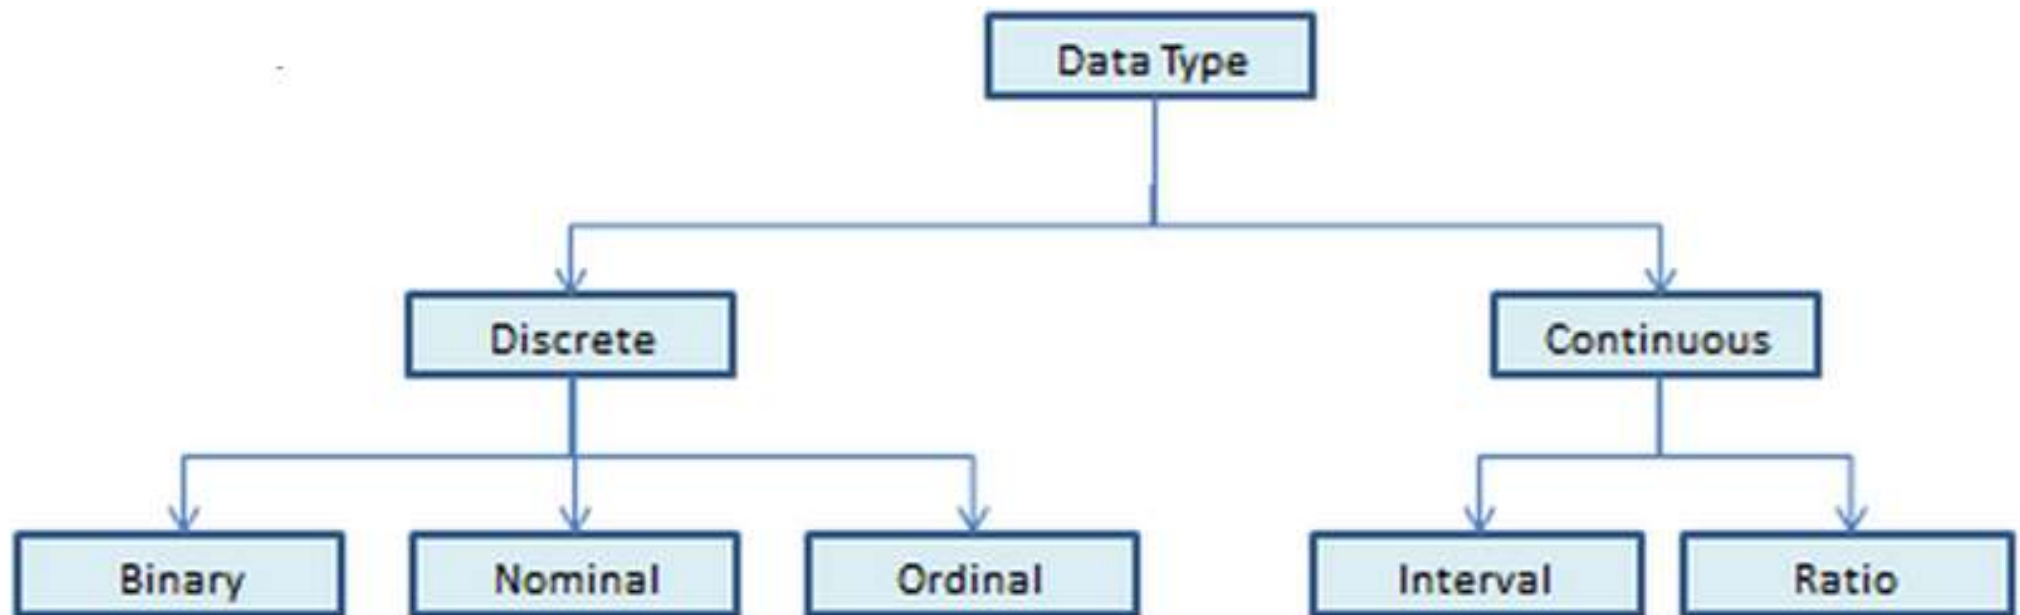 Data Type
Discrete
Continuous
Binary
Nominal
Ordinal
Interval
Ratio